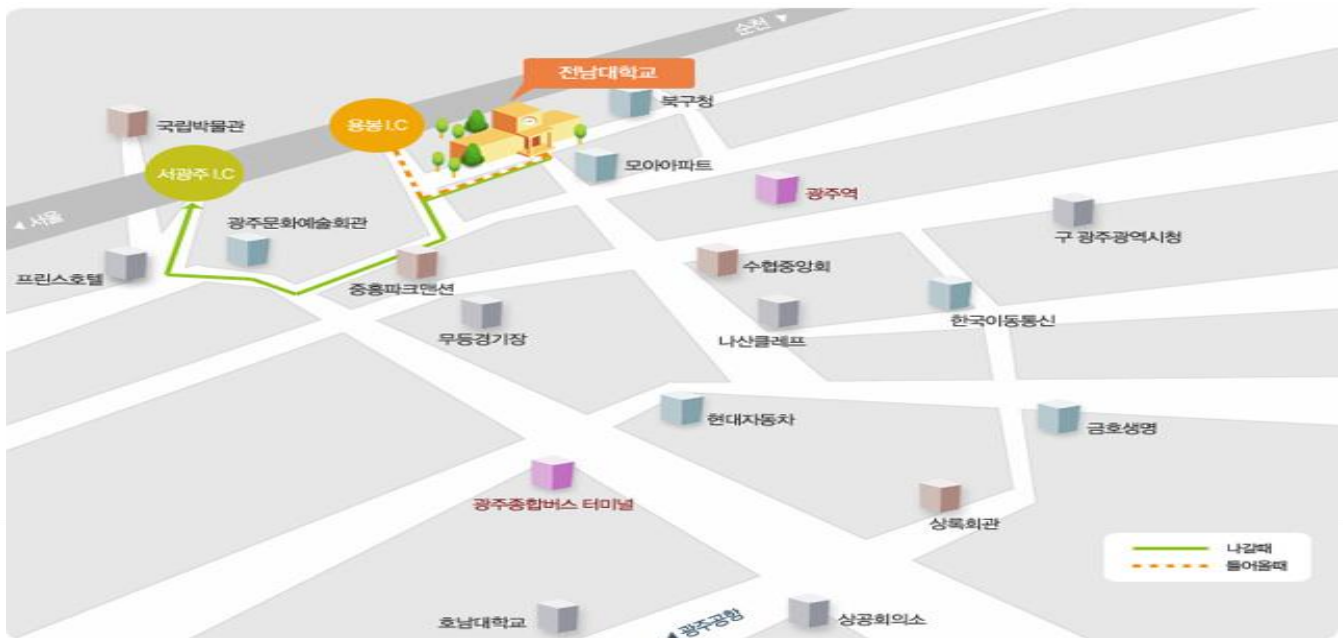 순천 ▶
전남대학교
북구청
용봉 I.C
국립박물관
모아아파트
서광주 I.C
광주역
◀ 서울
광주문화예술회관
구 광주광역시청
프린스호텔
수협중앙회
중흥파크맨션
한국이동통신
무등경기장
나산클레프
현대자동차
금호생명
광주종합버스 터미널
상록회관
나갈때
들어올때
호남대학교
◀광주공항
상공회의소